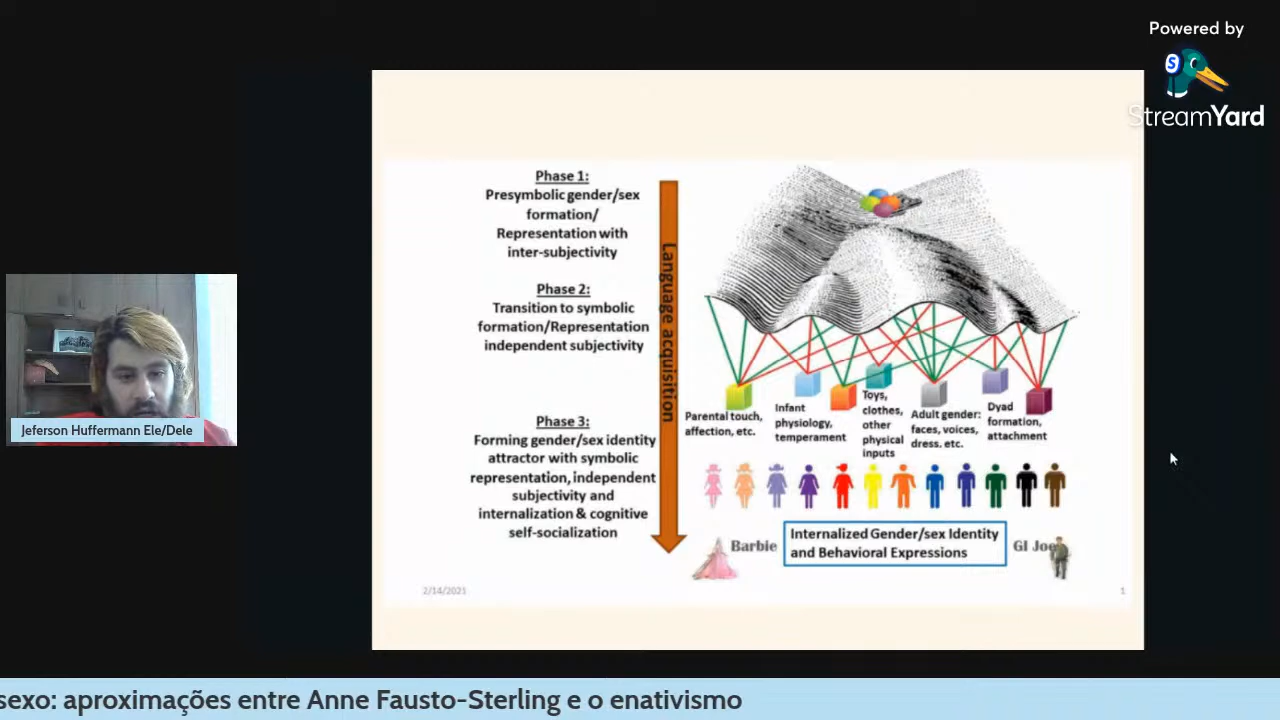 Powered by
StreamYard
Phase 1:
Presymbolic gender/sex
formation/
Representation with
inter-subjectivity
Phase 2:
Transition to symbolic
formation/Representation
independent subjectivity
Phase 3:
Forming gender/sex identity
attractor with symbolic
representation, independent
subjectivity and
internalization & cognitive
self-socialization
Language acquisition
Parental touch,
affection, etc.
Infant
physiology,
temperament
Toys,
clothes,
other
physical
inputs
Adult gender:
faces, voices,
dress. etc.
Dyad
formation,
attachment
Barbie
Internalized Gender/sex Identity
and Behavioral Expressions
GI Joe
2/14/2021
1
Jeferson Huffermann Ele/Dele
sexo: aproximações entre Anne Fausto-Sterling e o enativismo